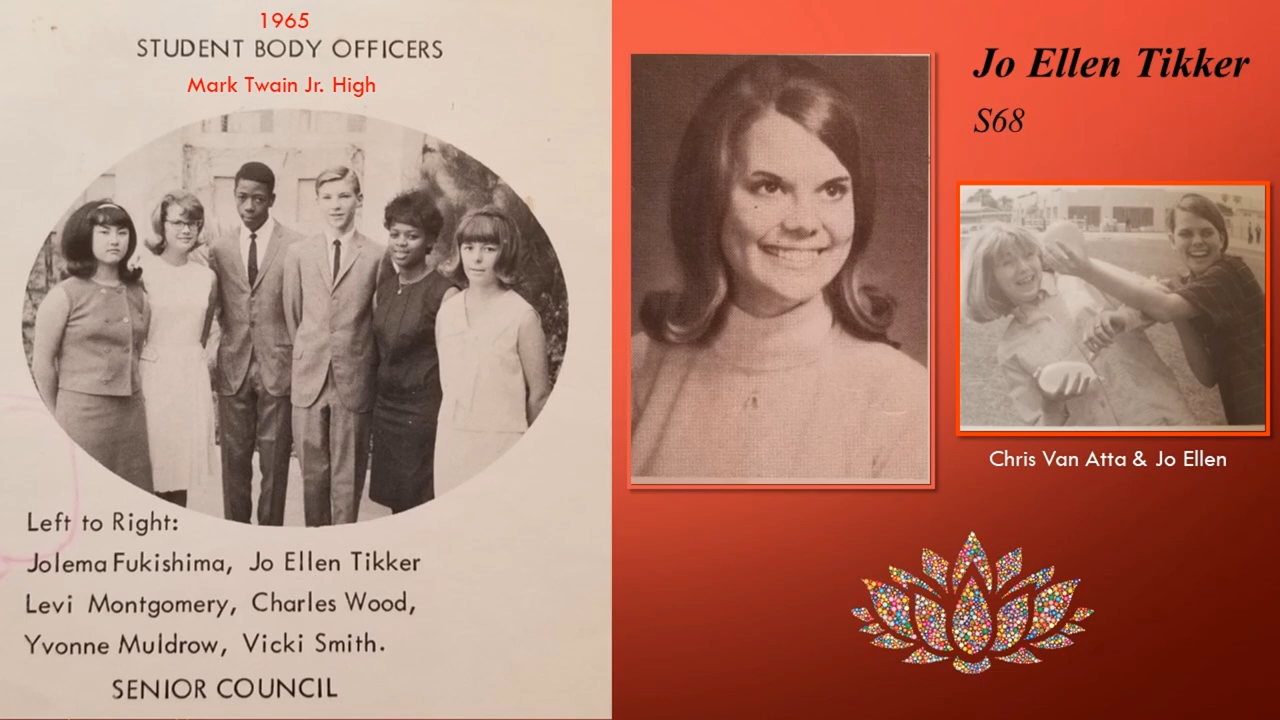 1965
STUDENT BODY OFFICERS
Mark Twain Jr. High
Left to Right:
Jolema Fukishima, Jo Ellen Tikker
Levi Montgomery, Charles Wood,
Yvonne Muldrow, Vicki Smith.
SENIOR COUNCIL
Jo Ellen Tikker
S68
Chris Van Atta & Jo Ellen